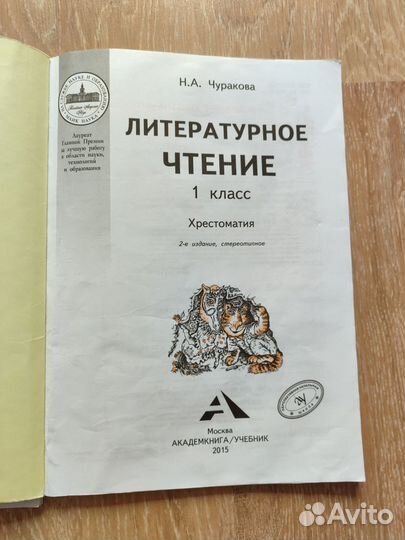 Н.А. Чуракова
ЛИТЕРАТУРНОЕ
ЧТЕНИЕ
1 класс
Хрестоматия
2-е издание, стереотипное
Лауреат
Главной Премии
за лучшую работу
в области науки,
технологий
и образования
Москва
АКАДЕМКНИГА/УЧЕБНИК
2015
Avito